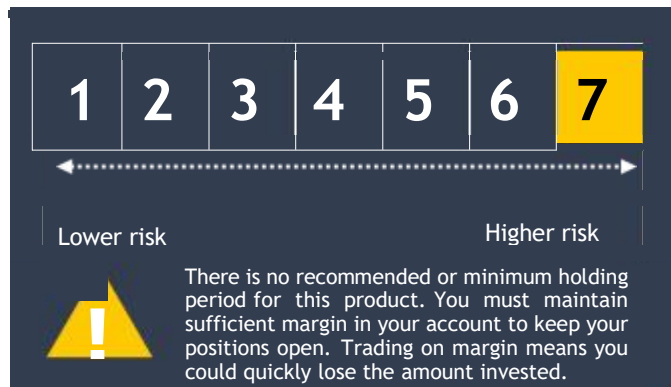 1 2 3 4 5 6 7
Lower risk Higher risk
!
There is no recommended or minimum holding
period for this product. You must maintain
sufficient margin in your account to keep your
positions open. Trading on margin means you
could quickly lose the amount invested.